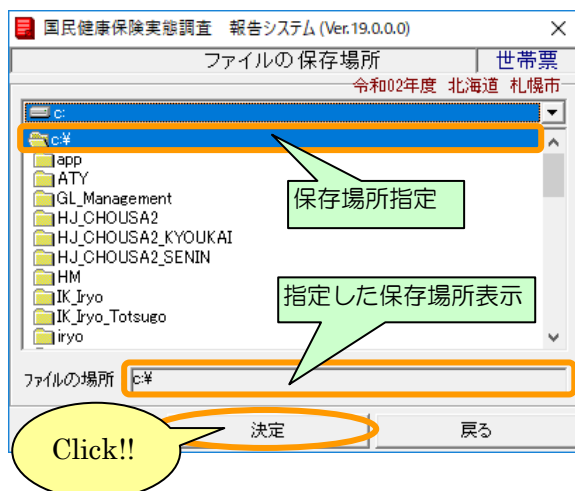 国民健康保険実態調査 報告システム (Ver.19.0.0.0)
ファイルの保存場所
世帯票
令和02年度 北海道 札幌市
c:
c:¥
app
ATY
GL_Management
HJ_CHOUSA2
HJ_CHOUSA2_KYOUKAI
HJ_CHOUSA2_SENIN
HM
IK_Iryo
IK_Iryo_Totsugo
iryo
保存場所指定
指定した保存場所表示
ファイルの場所 c:¥
決定
戻る
Click!!